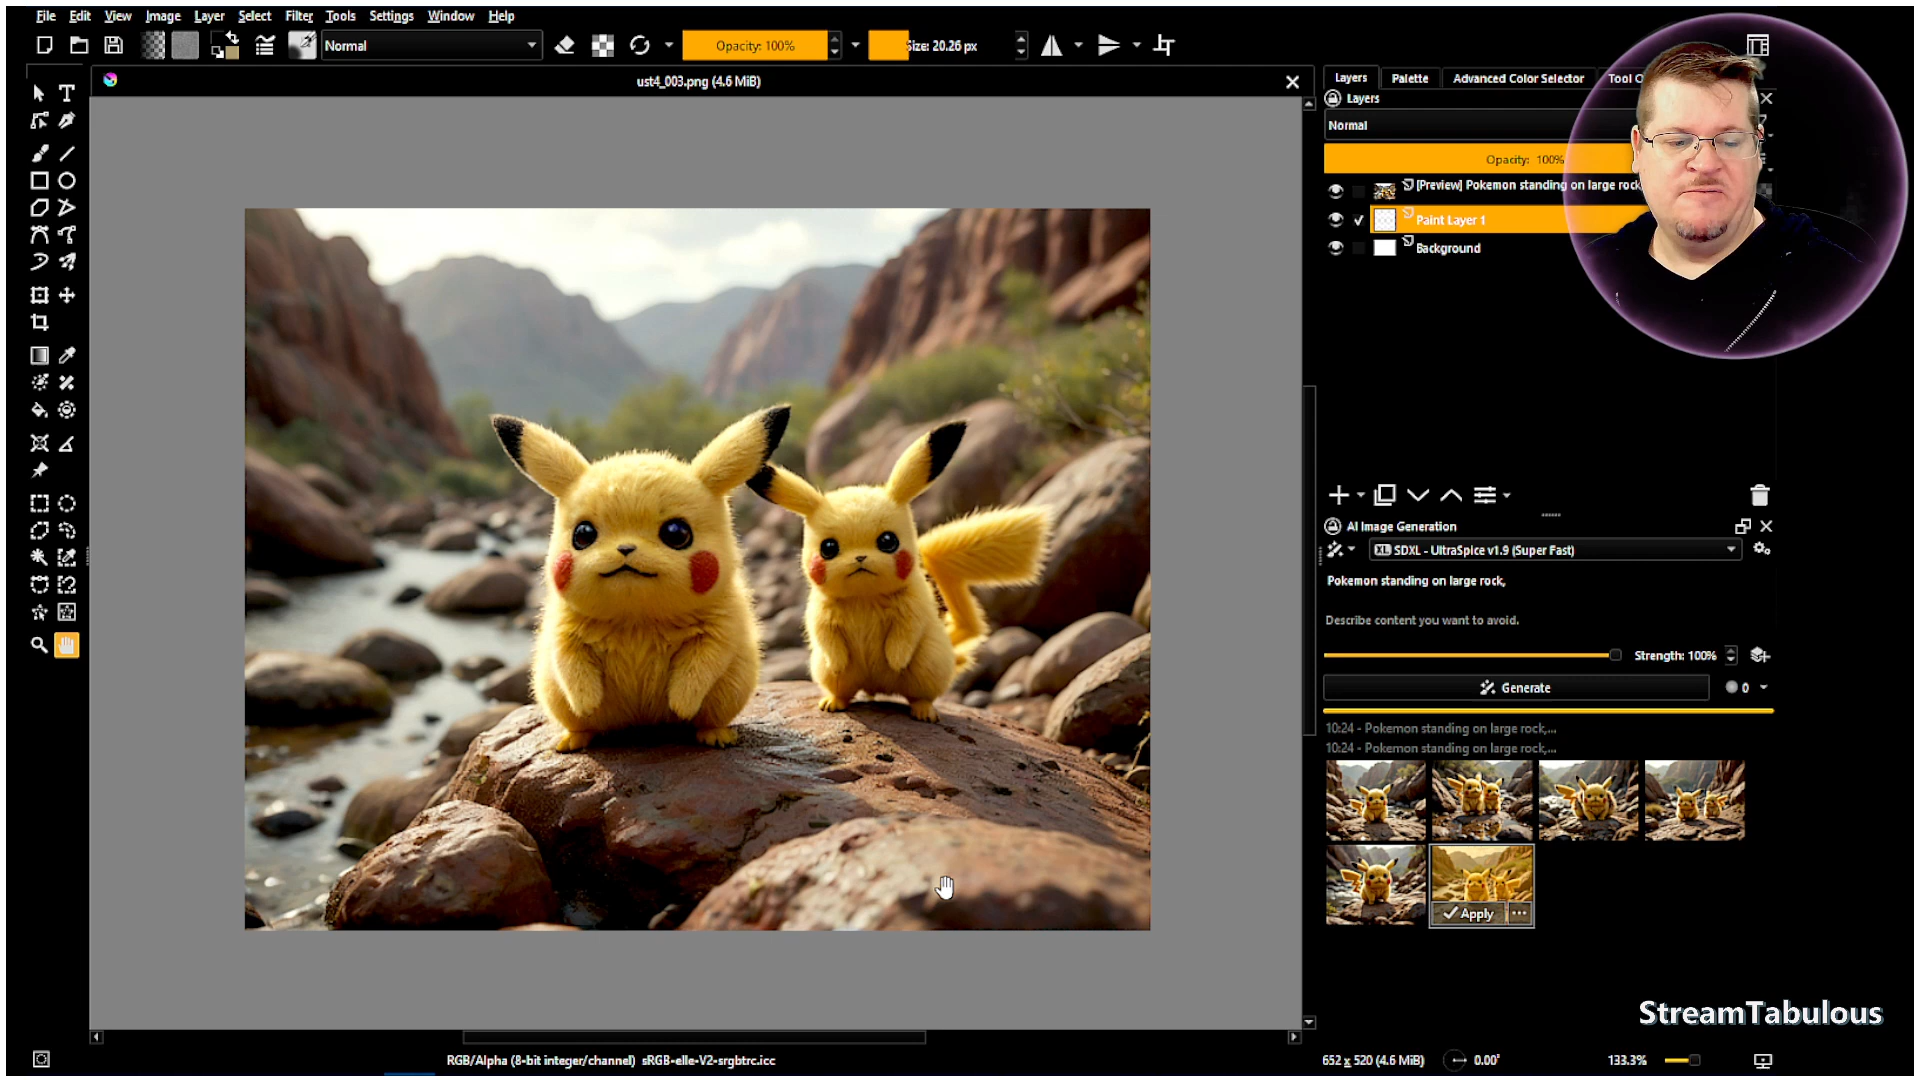 File Edit View Image Layer Select Filter Tools Settings Window Help
Normal
Opacity: 100%
Size: 20.26 px
ust4_003.png (4.6 MiB)
Layers Palette Advanced Color Selector Tool
Layers
Normal
Opacity: 100%
[Preview] Pokemon standing on large rock
Paint Layer 1
Background
AI Image Generation
XL SDXL - UltraSpice v1.9 (Super Fast)
Pokemon standing on large rock,
Describe content you want to avoid.
Strength: 100%
Generate
0
10:24 - Pokemon standing on large rock,...
10:24 - Pokemon standing on large rock,...
Apply
StreamTabulous
RGB/Alpha (8-bit integer/channel) sRGB-elle-V2-srgbtrc.icc
652 x 520 (4.6 MiB)
0.00°
133.3%